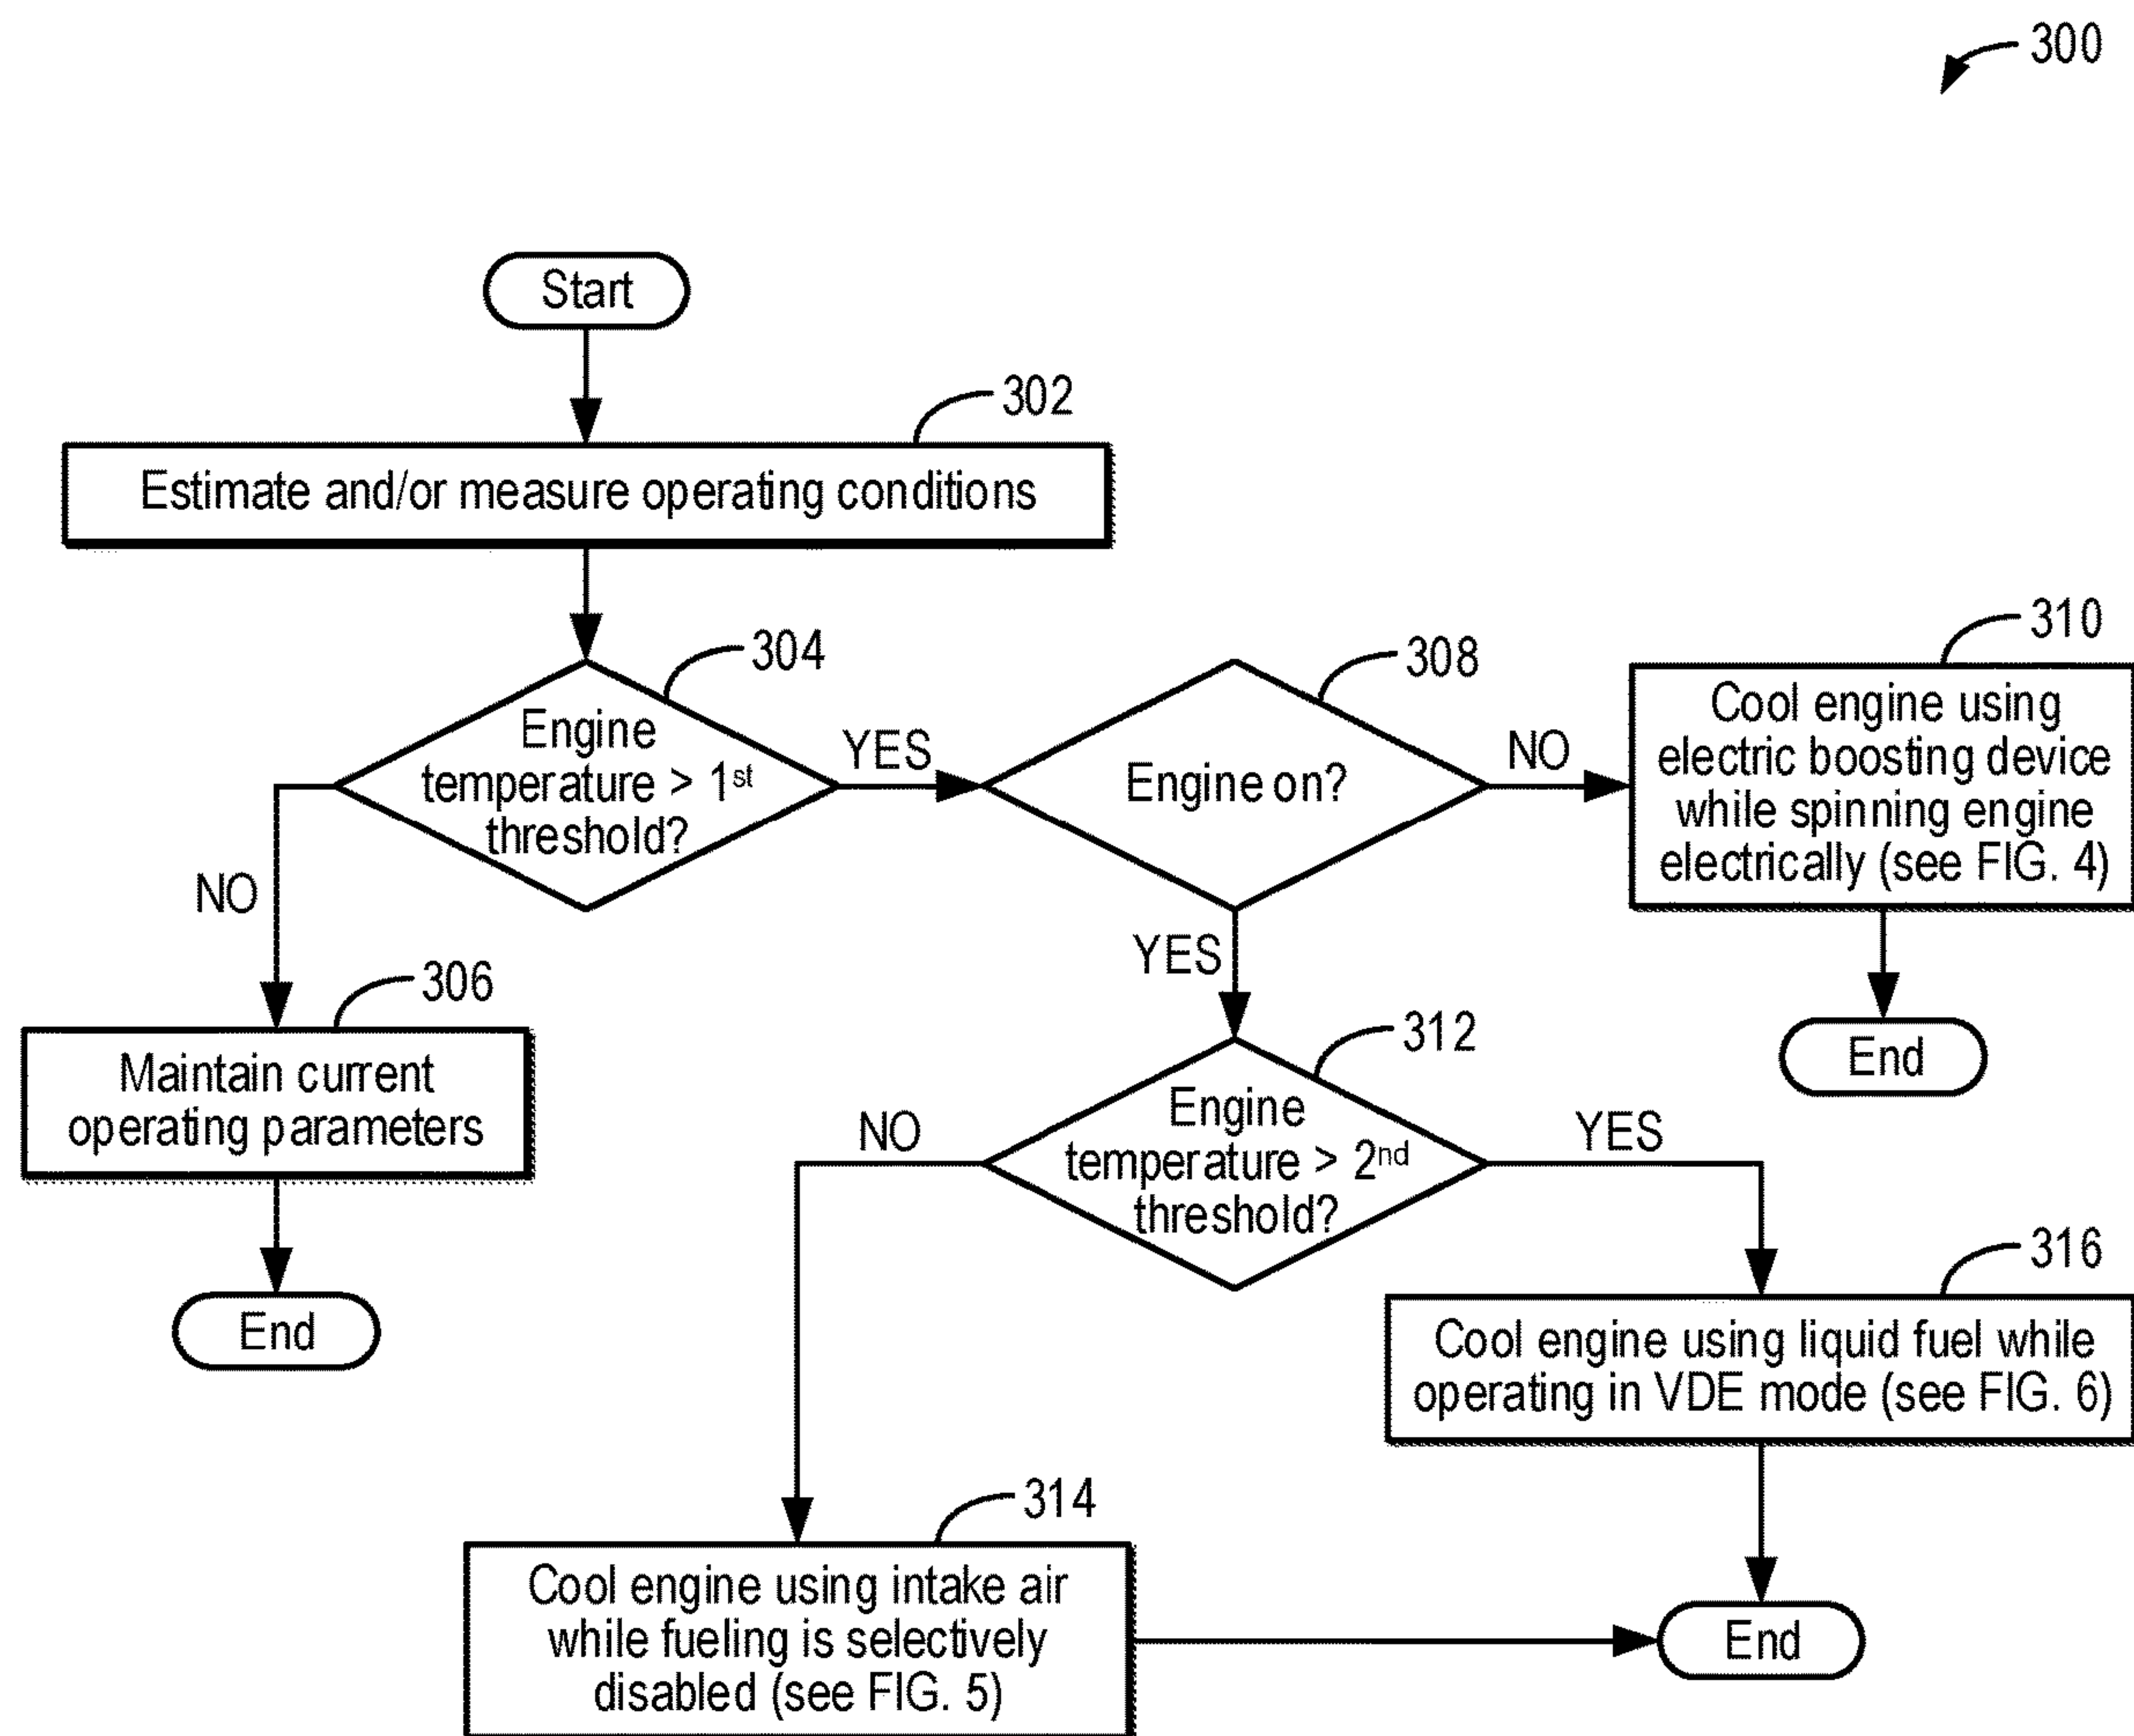 300
Start
302
Estimate and/or measure operating conditions
304
Engine
temperature > 1st
threshold?
YES
NO
308
Engine on?
NO
YES
310
Cool engine using
electric boosting device
while spinning engine
electrically (see FIG. 4)
End
306
Maintain current
operating parameters
End
312
Engine
temperature > 2nd
threshold?
NO
YES
316
Cool engine using liquid fuel while
operating in VDE mode (see FIG. 6)
314
Cool engine using intake air
while fueling is selectively
disabled (see FIG. 5)
End